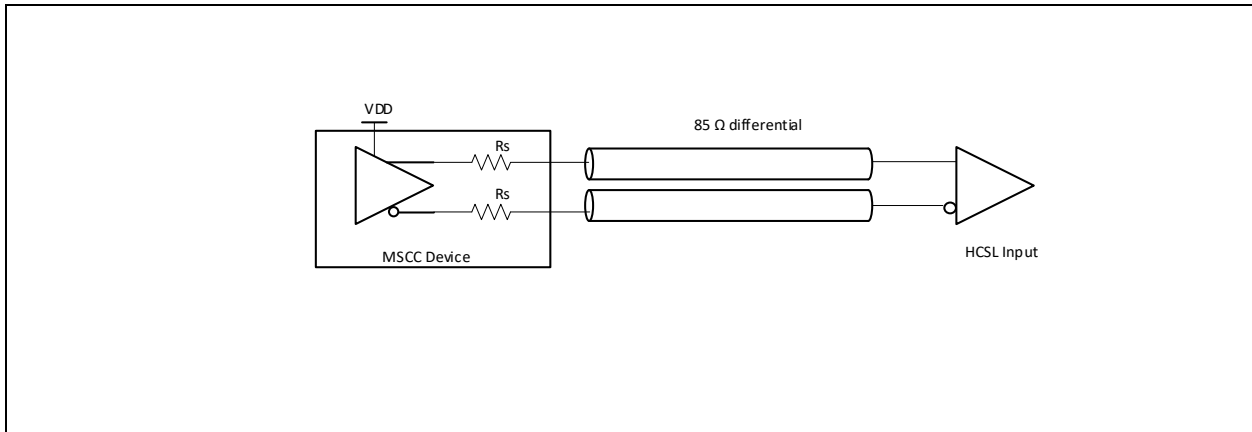 VDD
85 Ω differential
Rs
Rs
MSCC Device
HCSL Input